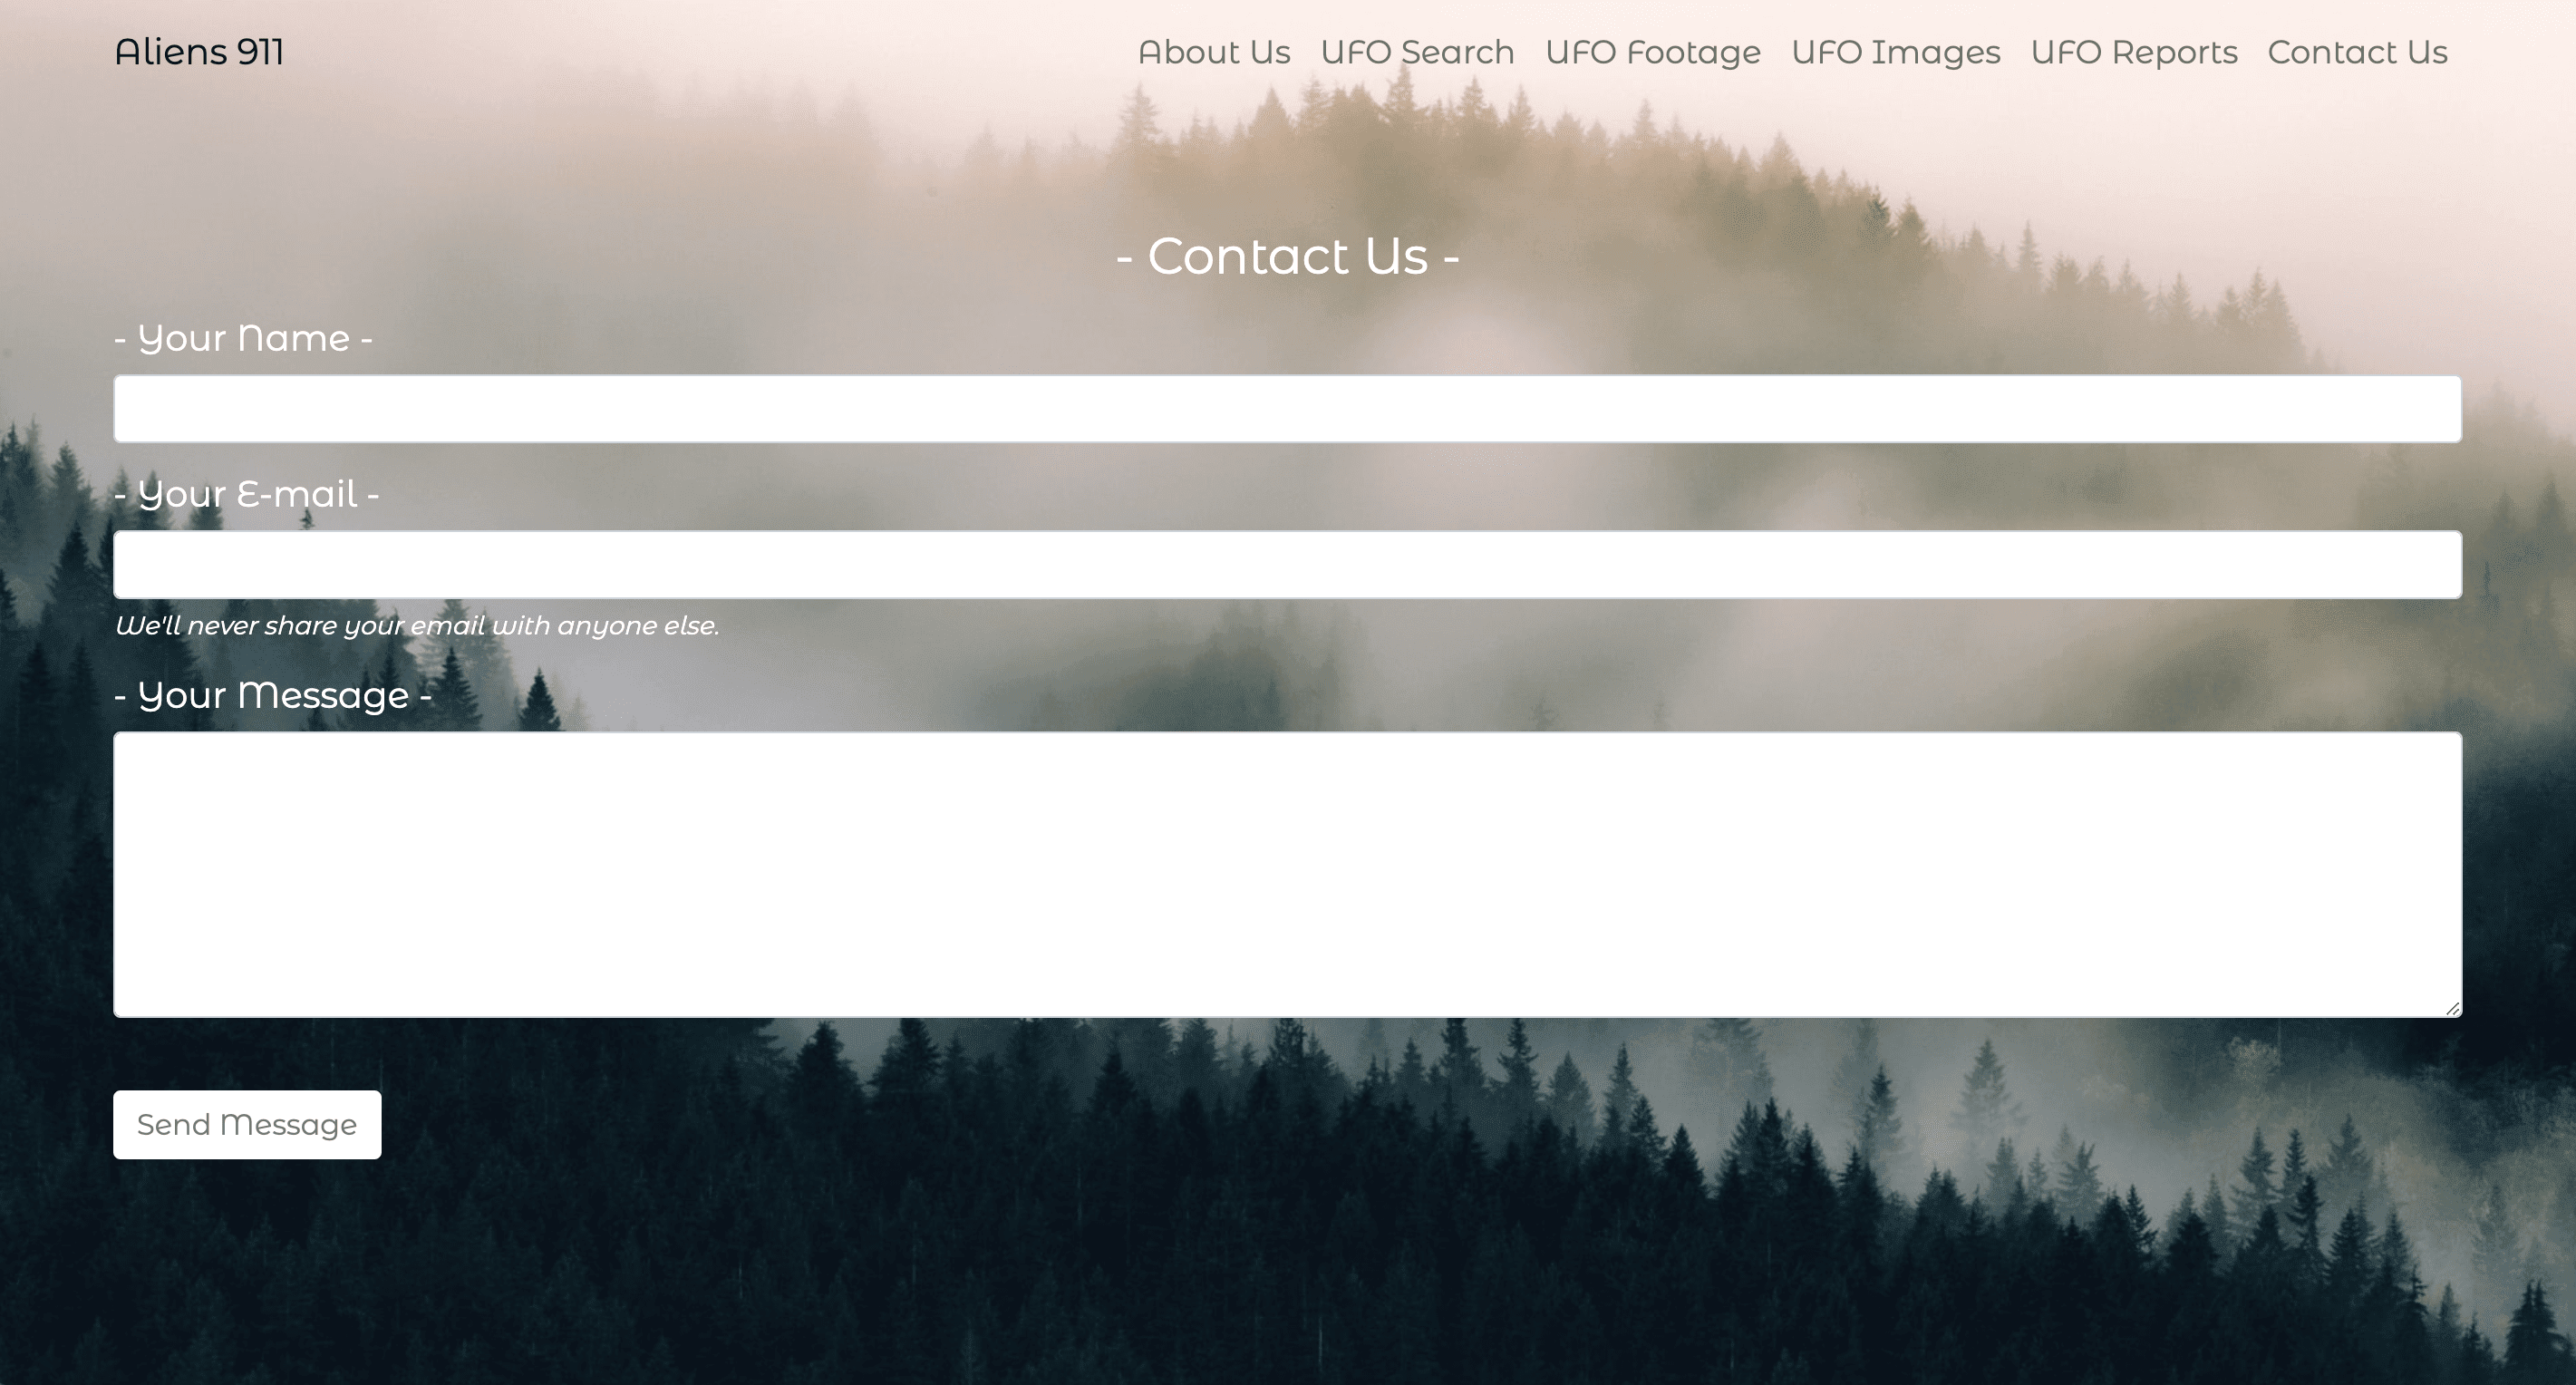 Aliens 911
About Us UFO Search UFO Footage UFO Images UFO Reports Contact Us
- Contact Us -
- Your Name -
- Your E-mail -
We'll never share your email with anyone else.
- Your Message -
Send Message